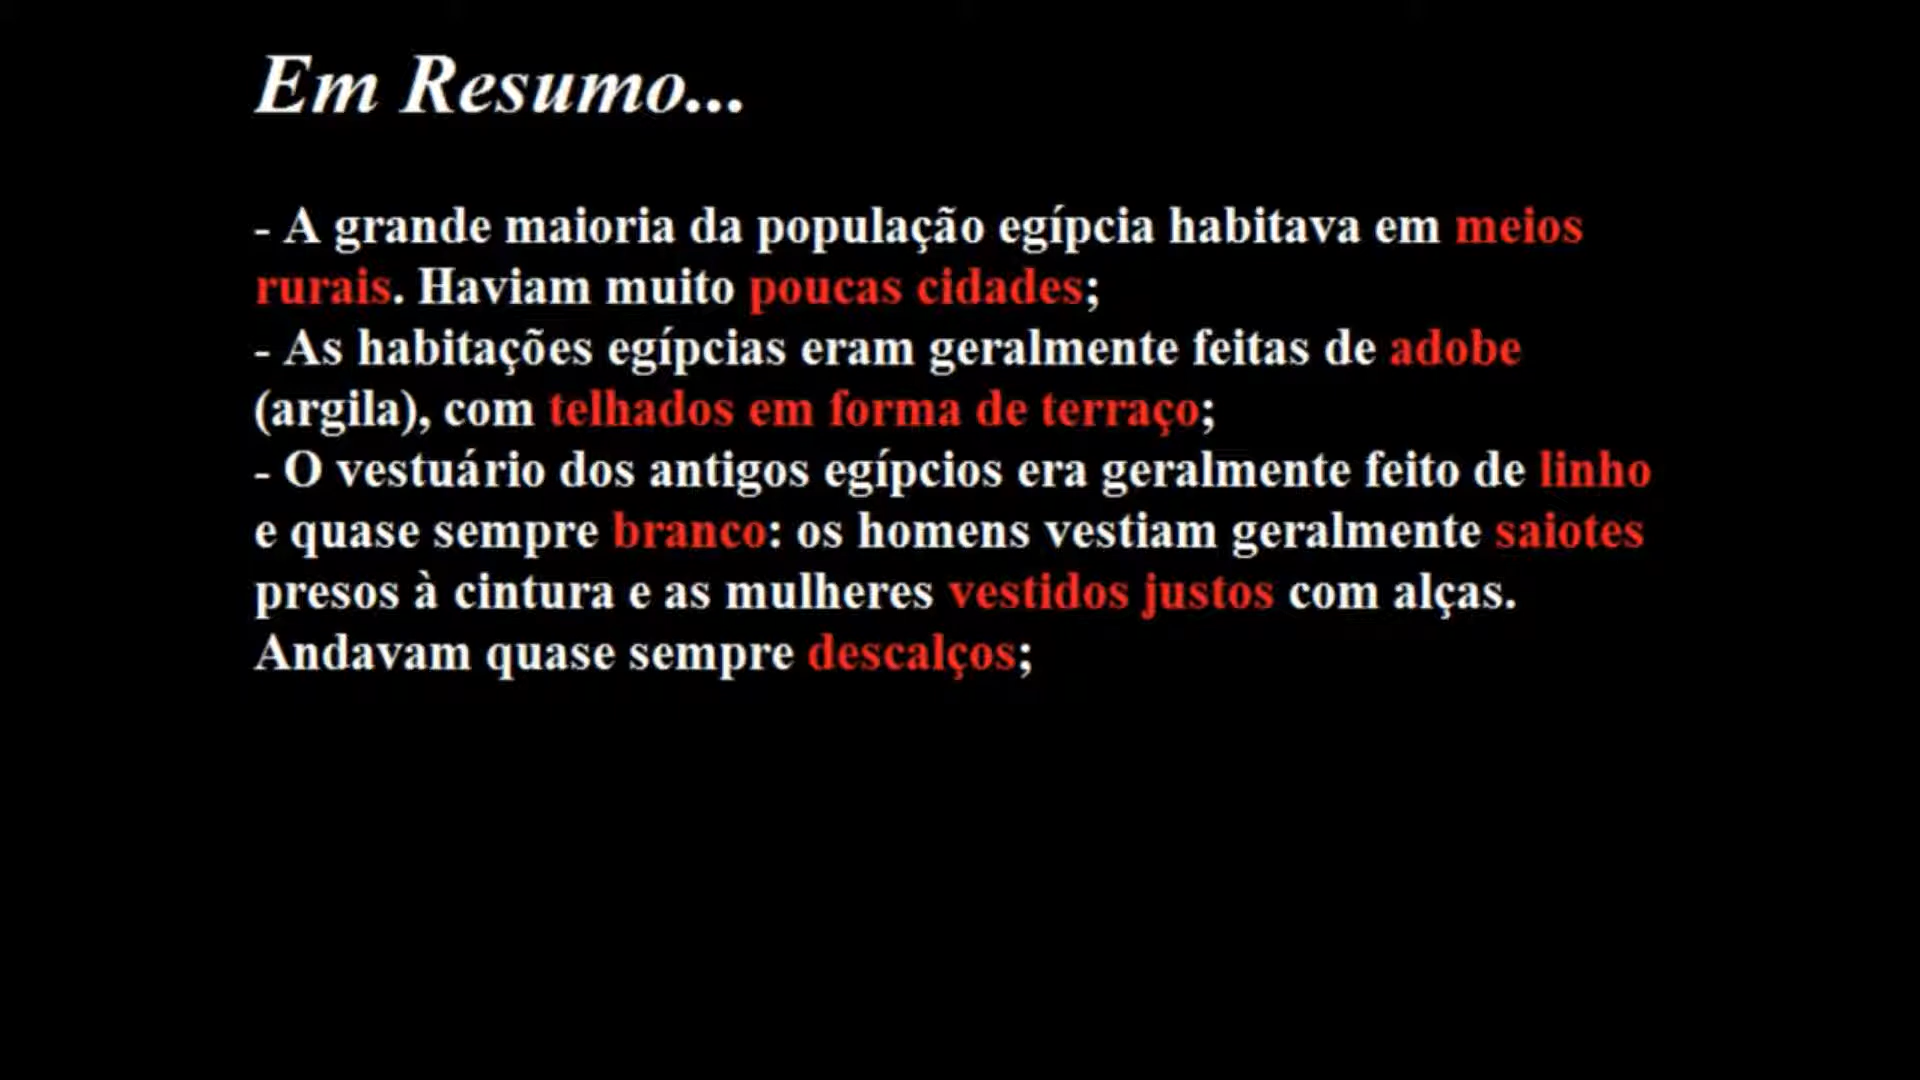 Em Resumo...
- A grande maioria da população egípcia habitava em meios
rurais. Haviam muito poucas cidades;
- As habitações egípcias eram geralmente feitas de adobe
(argila), com telhados em forma de terraço;
- O vestuário dos antigos egípcios era geralmente feito de linho
e quase sempre branco: os homens vestiam geralmente saiotes
presos à cintura e as mulheres vestidos justos com alças.
Andavam quase sempre descalços;